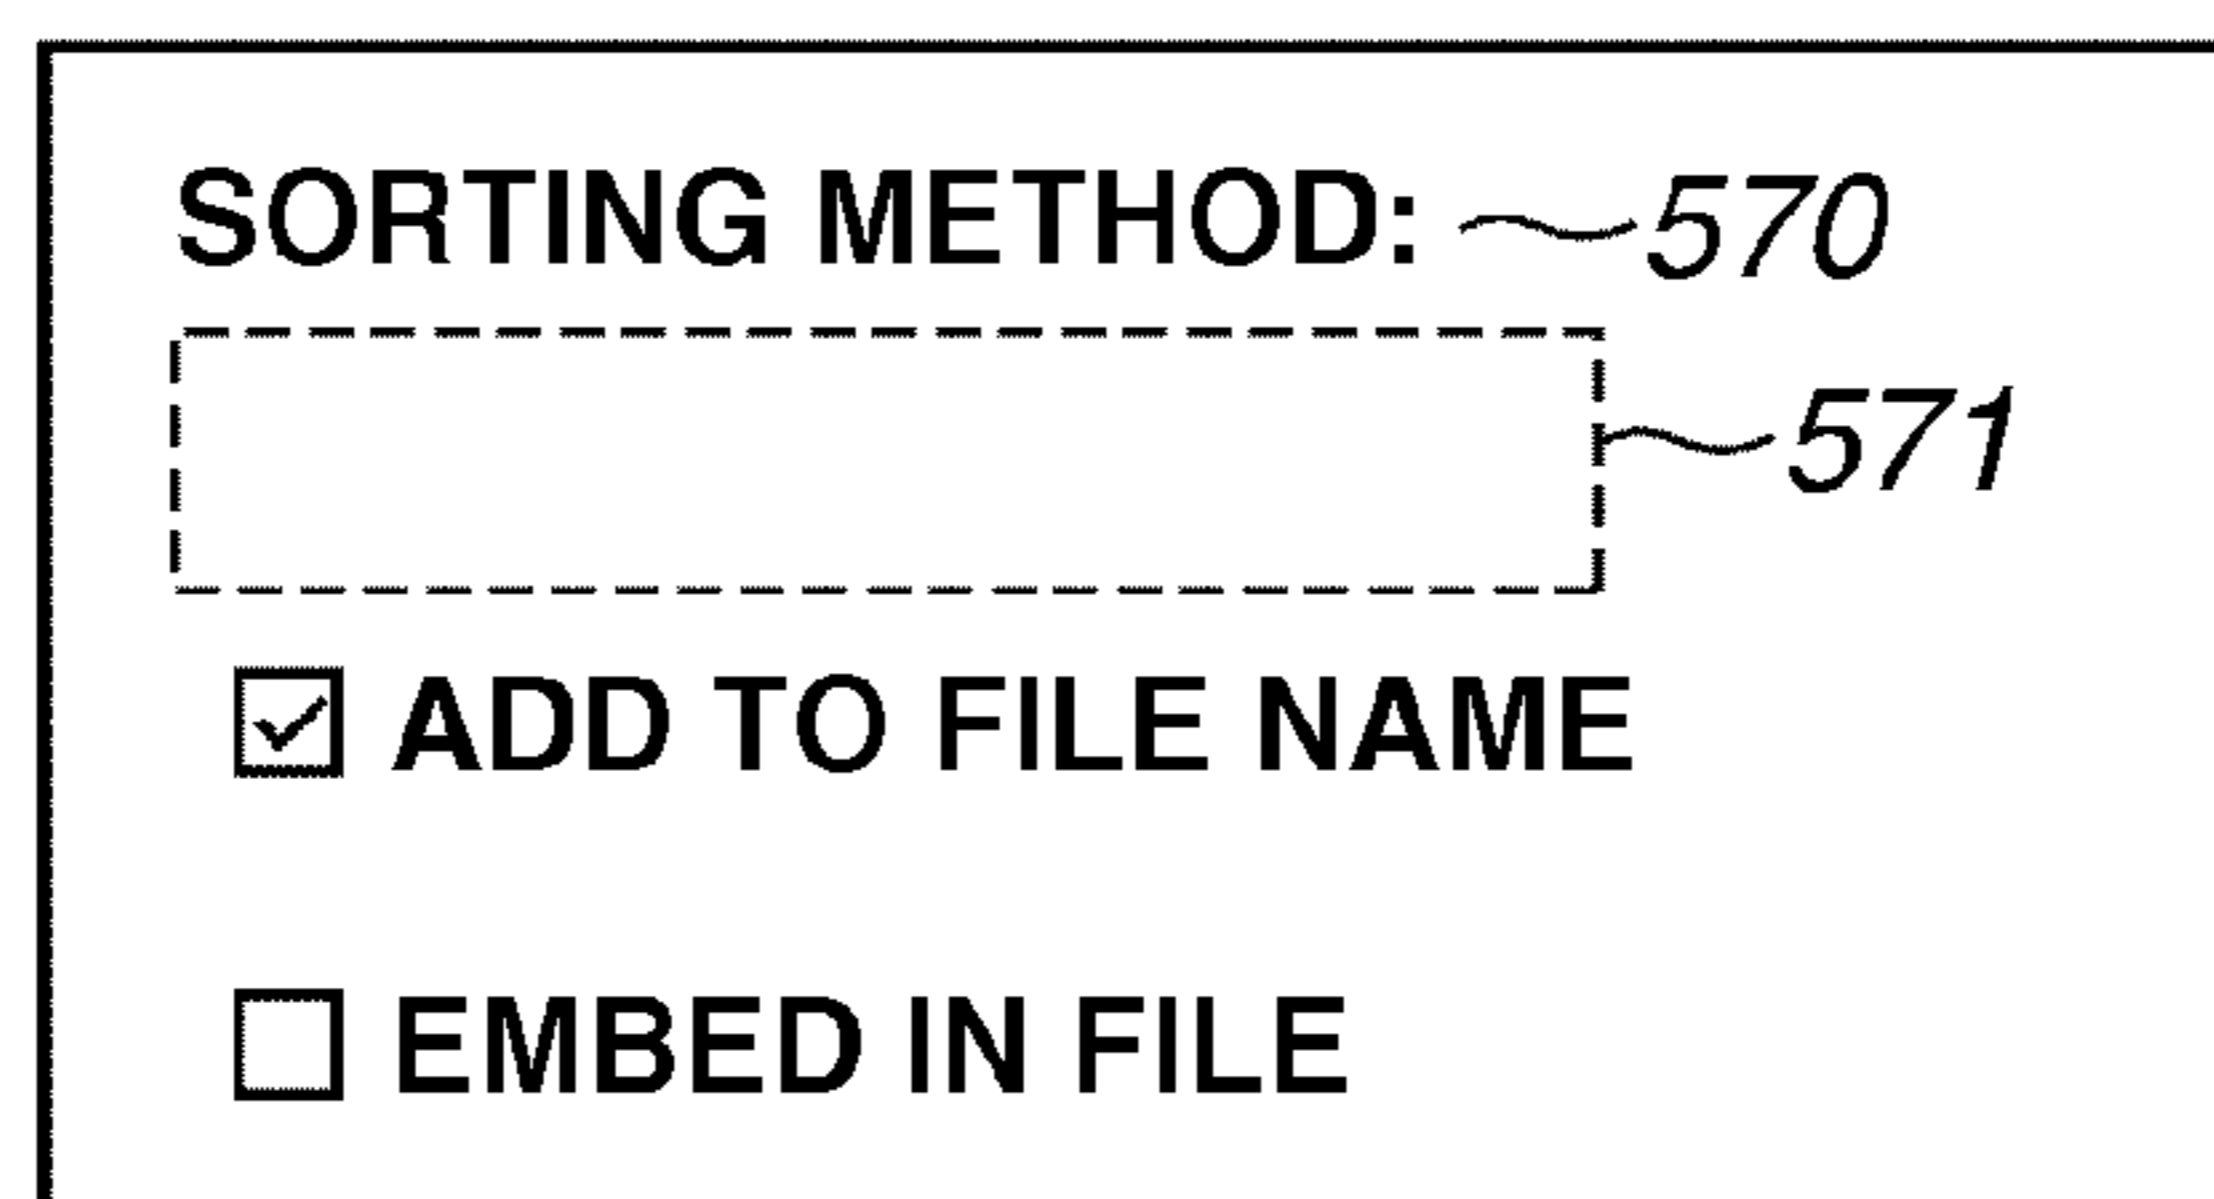 SORTING METHOD: 570
571
ADD TO FILE NAME
EMBED IN FILE